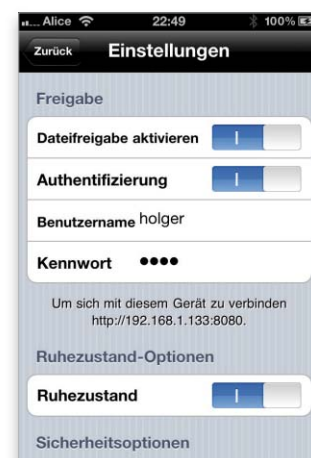 Alice 22:49 100%
Zurück Einstellungen
Freigabe
Dateifreigabe aktivieren
Authentifizierung
Benutzername holger
Kennwort ●●●●
Um sich mit diesem Gerät zu verbinden
http://192.168.1.133:8080.
Ruhezustand-Optionen
Ruhezustand
Sicherheitsoptionen